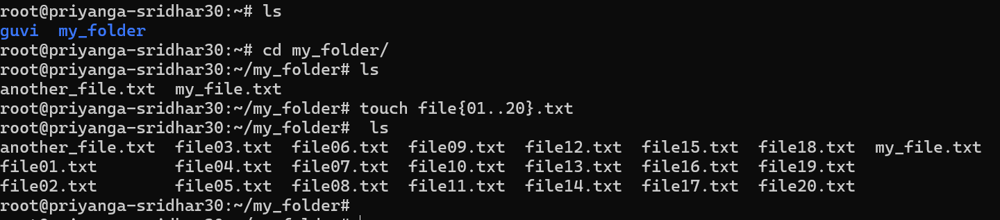 root@priyanga-sridhar30:~# ls
guvi  my_folder
root@priyanga-sridhar30:~# cd my_folder/
root@priyanga-sridhar30:~/my_folder# ls
another_file.txt  my_file.txt
root@priyanga-sridhar30:~/my_folder# touch file{01..20}.txt
root@priyanga-sridhar30:~/my_folder#  ls
another_file.txt  file03.txt  file06.txt  file09.txt  file12.txt  file15.txt  file18.txt  my_file.txt
file01.txt        file04.txt  file07.txt  file10.txt  file13.txt  file16.txt  file19.txt
file02.txt        file05.txt  file08.txt  file11.txt  file14.txt  file17.txt  file20.txt
root@priyanga-sridhar30:~/my_folder#